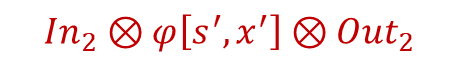 In₂ ⊗ φ[s′, x′] ⊗ Out₂